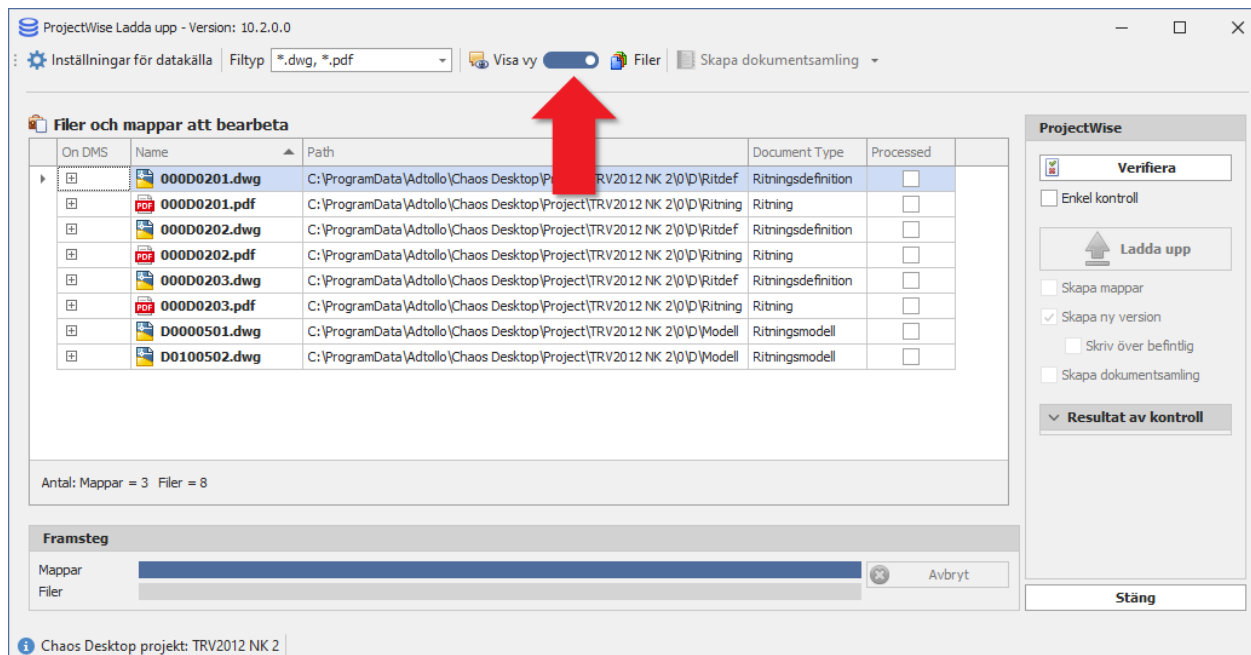 ProjectWise Ladda upp - Version: 10.2.0.0
Inställningar för datakälla Filtyp *.dwg, *.pdf Visa vy Filer Skapa dokumentsamling
Filer och mappar att bearbeta
On DMS Name Path Document Type Processed
000D0201.dwg C:\ProgramData\Adtollo\Chaos Desktop\P RV2012 NK 2\0\D\Ritdef Ritningsdefinition
PDF 000D0201.pdf C:\ProgramData\Adtollo\Chaos Desktop\Project\TRV2012 NK 2\0\D\Ritning Ritning
000D0202.dwg C:\ProgramData\Adtollo\Chaos Desktop\Project\TRV2012 NK 2\0\D\Ritdef Ritningsdefinition
PDF 000D0202.pdf C:\ProgramData\Adtollo\Chaos Desktop\Project\TRV2012 NK 2\0\D\Ritning Ritning
000D0203.dwg C:\ProgramData\Adtollo\Chaos Desktop\Project\TRV2012 NK 2\0\D\Ritdef Ritningsdefinition
PDF 000D0203.pdf C:\ProgramData\Adtollo\Chaos Desktop\Project\TRV2012 NK 2\0\D\Ritning Ritning
D0000501.dwg C:\ProgramData\Adtollo\Chaos Desktop\Project\TRV2012 NK 2\0\D\Modell Ritningsmodell
D0100502.dwg C:\ProgramData\Adtollo\Chaos Desktop\Project\TRV2012 NK 2\0\D\Modell Ritningsmodell
Antal: Mappar = 3 Filer = 8
Framsteg
Mappar
Filer
Avbryt
ProjectWise
Verifiera
Enkel kontroll
Ladda upp
Skapa mappar
Skapa ny version
Skriv över befintlig
Skapa dokumentsamling
Resultat av kontroll
Stäng
Chaos Desktop projekt: TRV2012 NK 2